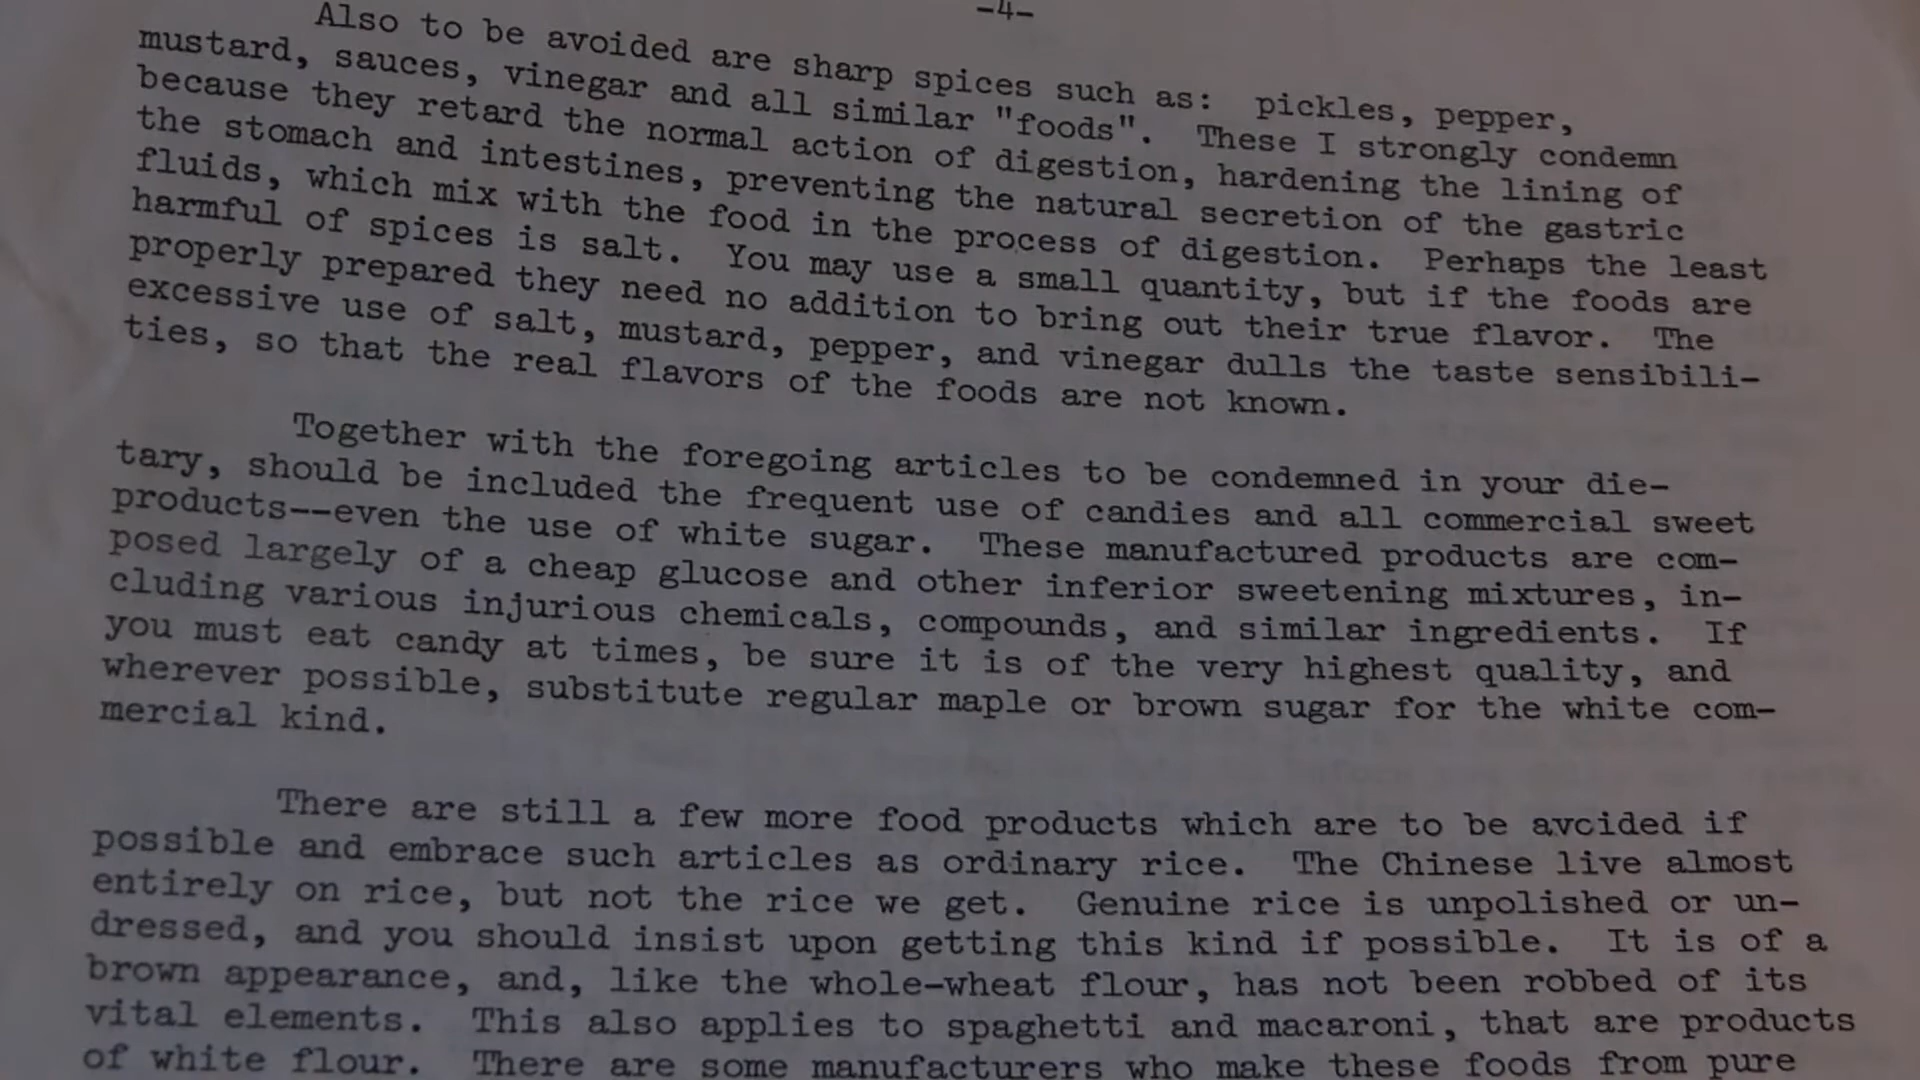 -4-
Also to be avoided are sharp spices such as: pickles, pepper,
mustard, sauces, vinegar and all similar "foods". These I strongly condemn
because they retard the normal action of digestion, hardening the lining of
the stomach and intestines, preventing the natural secretion of the gastric
fluids, which mix with the food in the process of digestion. Perhaps the least
harmful of spices is salt. You may use a small quantity, but if the foods are
properly prepared they need no addition to bring out their true flavor. The
excessive use of salt, mustard, pepper, and vinegar dulls the taste sensibili-
ties, so that the real flavors of the foods are not known.
Together with the foregoing articles to be condemned in your die-
tary, should be included the frequent use of candies and all commercial sweet
products--even the use of white sugar. These manufactured products are com-
posed largely of a cheap glucose and other inferior sweetening mixtures, in-
cluding various injurious chemicals, compounds, and similar ingredients. If
you must eat candy at times, be sure it is of the very highest quality, and
wherever possible, substitute regular maple or brown sugar for the white com-
mercial kind.
There are still a few more food products which are to be avcided if
possible and embrace such articles as ordinary rice. The Chinese live almost
entirely on rice, but not the rice we get. Genuine rice is unpolished or un-
dressed, and you should insist upon getting this kind if possible. It is of a
brown appearance, and, like the whole-wheat flour, has not been robbed of its
vital elements. This also applies to spaghetti and macaroni, that are products
of white flour. There are some manufacturers who make these foods from pure